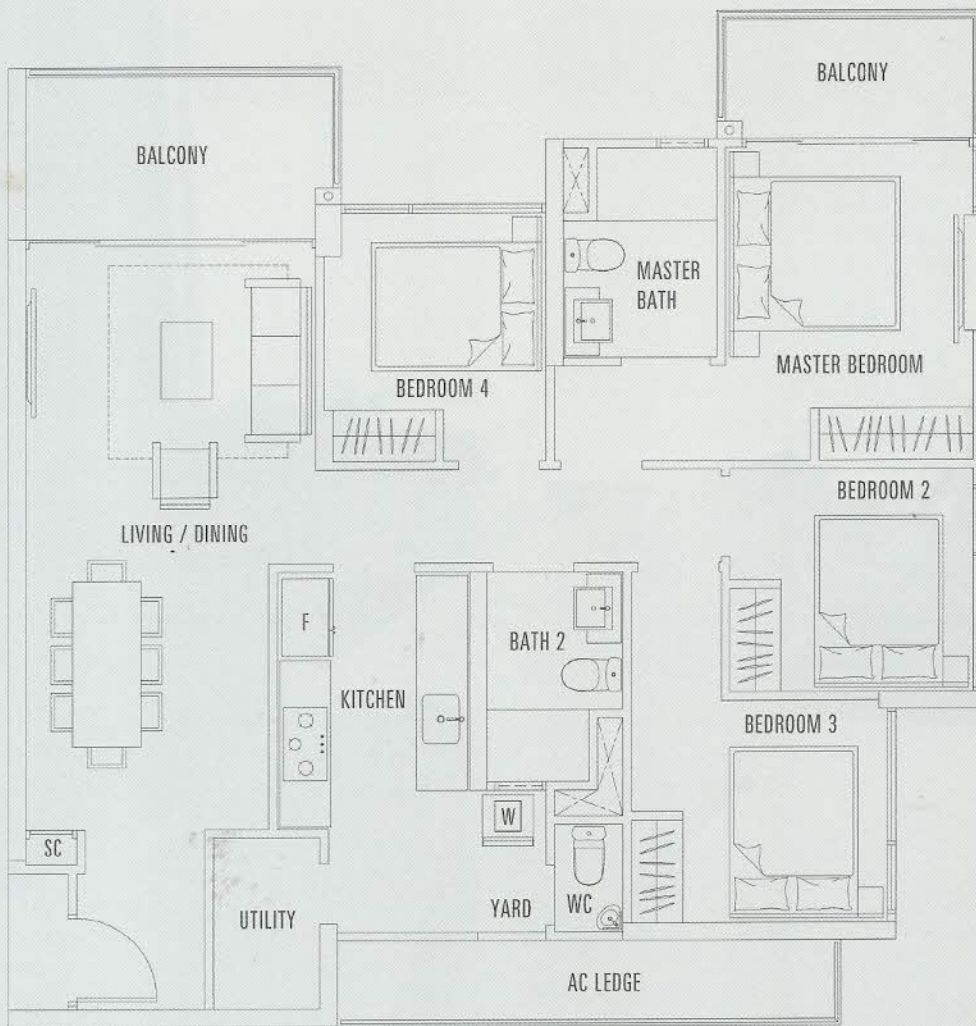 BALCONY
BALCONY
MASTER
BATH
MASTER BEDROOM
BEDROOM 4
BEDROOM 2
LIVING / DINING
F
BATH 2
KITCHEN
BEDROOM 3
W
SC
UTILITY
YARD
WC
AC LEDGE